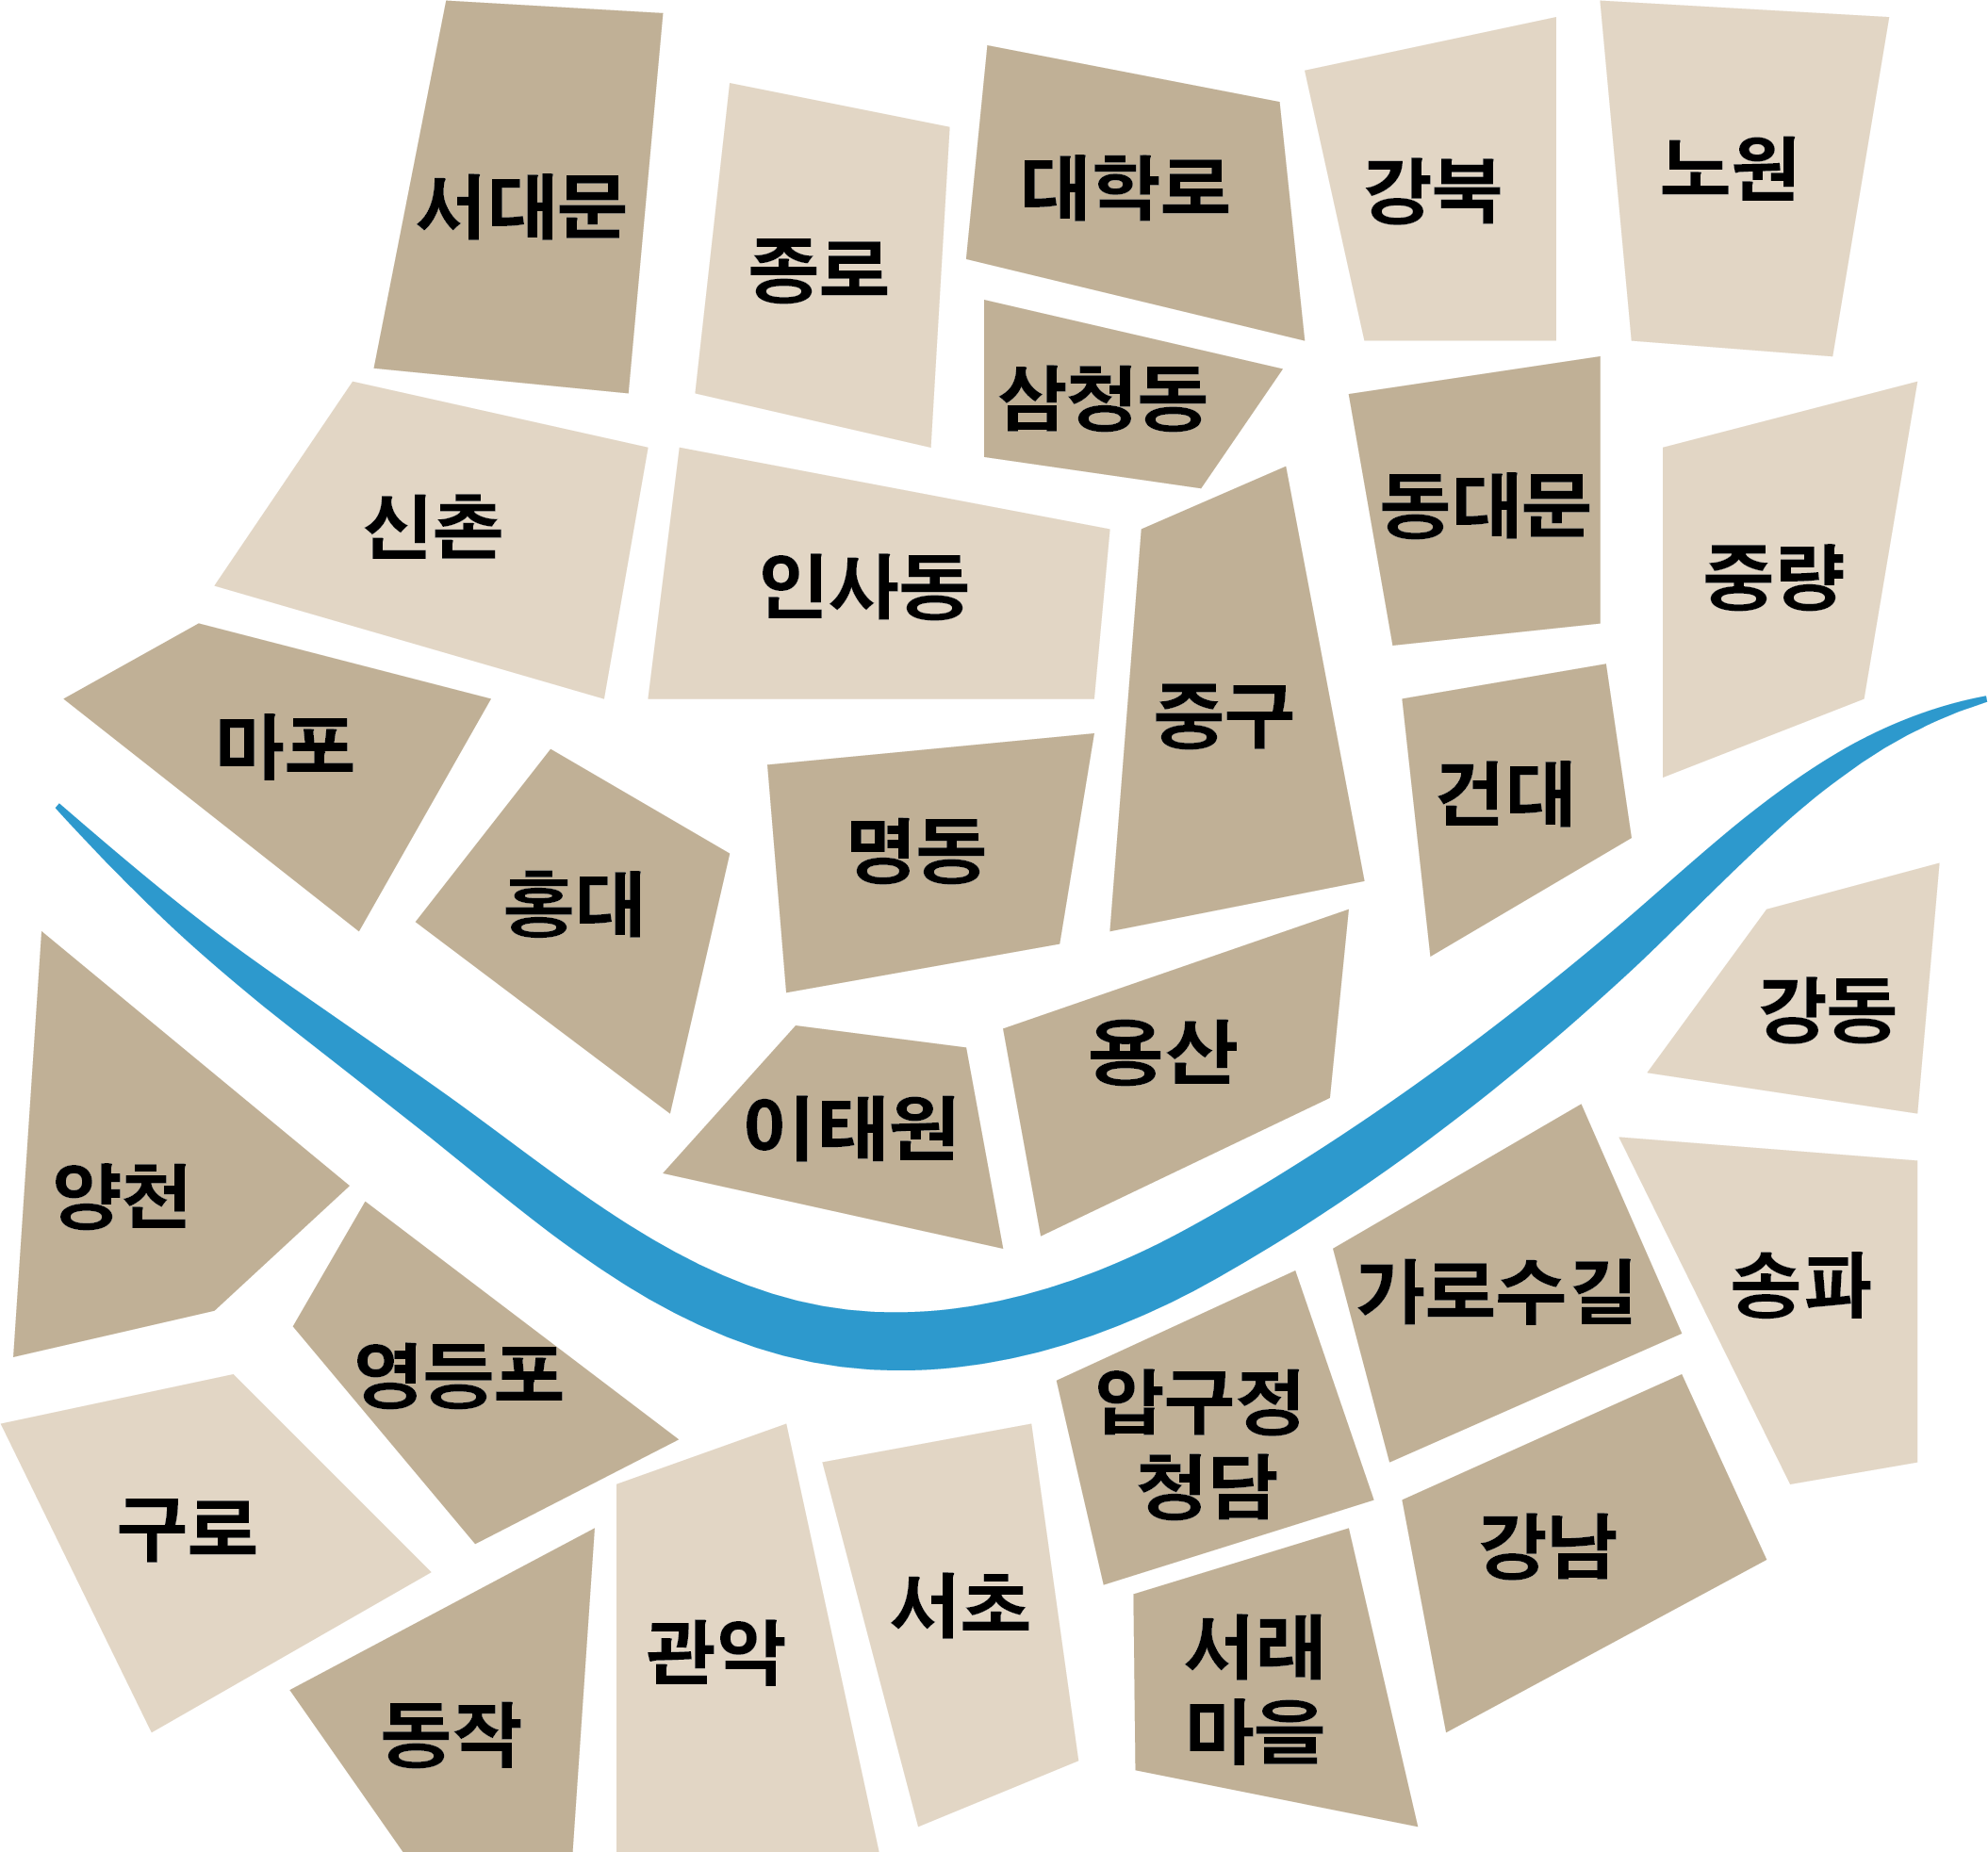 서대문
종로
대학로
강북
노원
삼청동
신촌
인사동
동대문
중량
마포
중구
건대
홍대
명동
강동
양천
이태원
용산
영등포
가로수길
송파
압구정
청담
구로
관악
서초
강남
동작
서래
마을